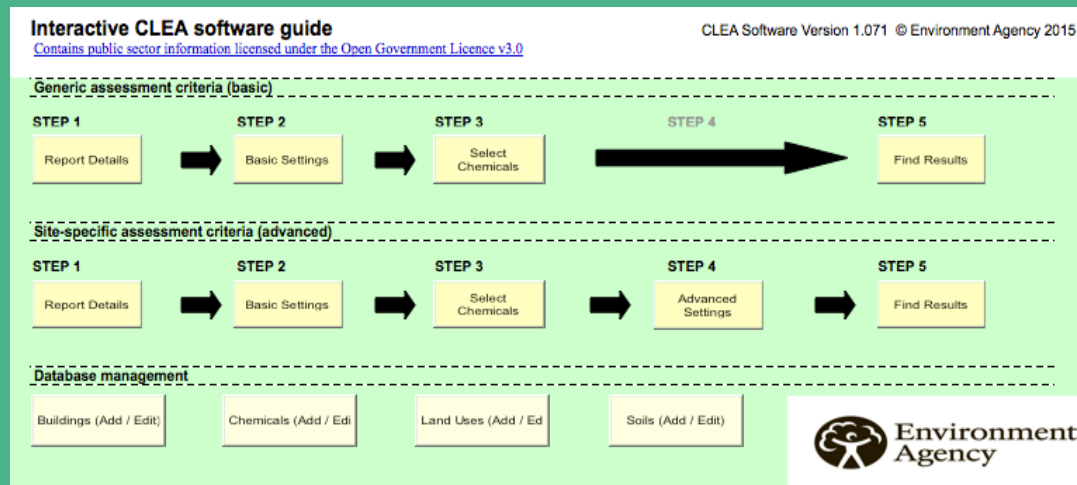 Interactive CLEA software guide
CLEA Software Version 1.071 © Environment Agency 2015
Contains public sector information licensed under the Open Government Licence v3.0
Generic assessment criteria (basic)
STEP 1 STEP 2 STEP 3 STEP 4 STEP 5
Report Details
Basic Settings
Select
Chemicals
Find Results
Site-specific assessment criteria (advanced)
STEP 1 STEP 2 STEP 3 STEP 4 STEP 5
Report Details
Basic Settings
Select
Chemicals
Advanced
Settings
Find Results
Database management
Buildings (Add / Edit)
Chemicals (Add / Edi
Land Uses (Add / Ed
Soils (Add / Edit)
Environment
Agency